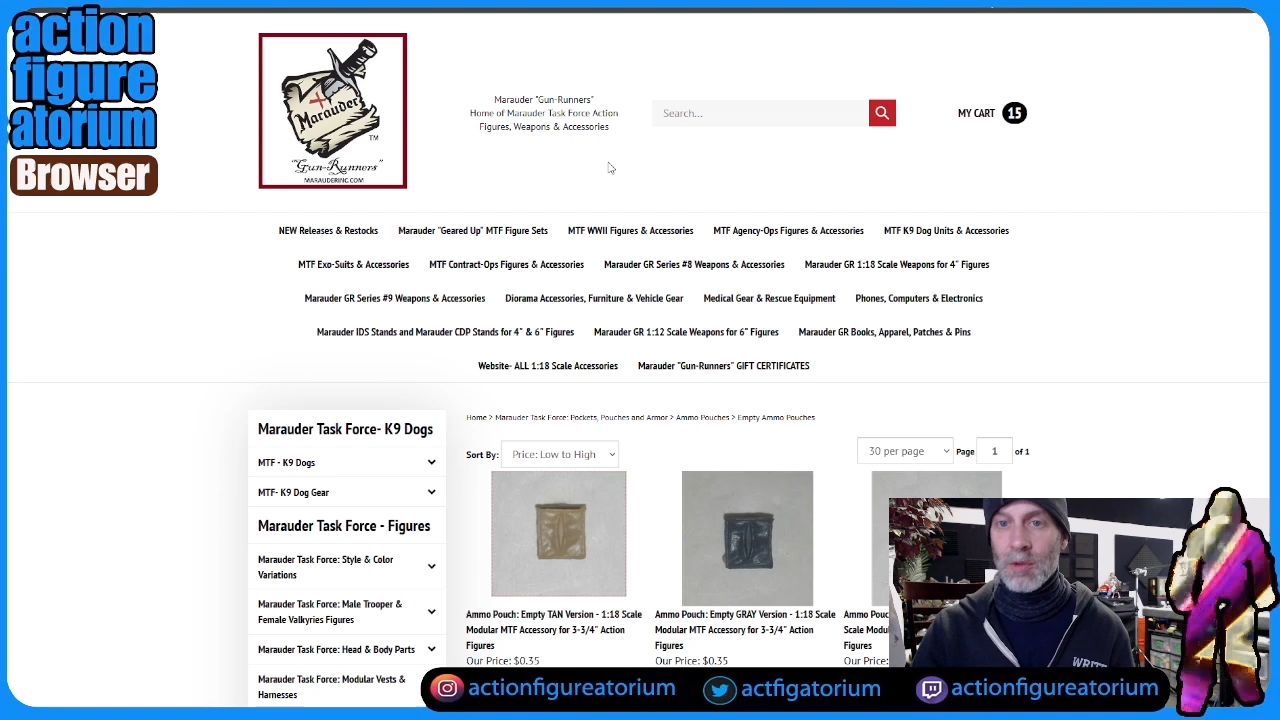 action
figure
atorium
Browser
Marauder
TM
"Gun-Runners"
MARAUDERINC.COM
Marauder "Gun-Runners"
Home of Marauder Task Force Action
Figures, Weapons & Accessories
Search...
MY CART 15
NEW Releases & Restocks Marauder "Geared Up" MTF Figure Sets MTF WWII Figures & Accessories MTF Agency-Ops Figures & Accessories MTF K9 Dog Units & Accessories
MTF Exo-Suits & Accessories MTF Contract-Ops Figures & Accessories Marauder GR Series #8 Weapons & Accessories Marauder GR 1:18 Scale Weapons for 4" Figures
Marauder GR Series #9 Weapons & Accessories Diorama Accessories, Furniture & Vehicle Gear Medical Gear & Rescue Equipment Phones, Computers & Electronics
Marauder IDS Stands and Marauder CDP Stands for 4" & 6" Figures Marauder GR 1:12 Scale Weapons for 6" Figures Marauder GR Books, Apparel, Patches & Pins
Website- ALL 1:18 Scale Accessories Marauder "Gun-Runners" GIFT CERTIFICATES
Marauder Task Force- K9 Dogs
MTF - K9 Dogs
MTF- K9 Dog Gear
Marauder Task Force - Figures
Marauder Task Force: Style & Color
Variations
Marauder Task Force: Male Trooper &
Female Valkyries Figures
Marauder Task Force: Head & Body Parts
Marauder Task Force: Modular Vests &
Harnesses
Home > Marauder Task Force: Pockets, Pouches and Armor > Ammo Pouches > Empty Ammo Pouches
Sort By: Price: Low to High
30 per page Page 1 of 1
Ammo Pouch: Empty TAN Version - 1:18 Scale
Modular MTF Accessory for 3-3/4" Action
Figures
Our Price: $0.35
Ammo Pouch: Empty GRAY Version - 1:18 Scale
Modular MTF Accessory for 3-3/4" Action
Figures
Our Price: $0.35
Ammo Pouc
Scale Modu
Figures
Our Price:
WRITE
actionfigureatorium
actfigatorium
actionfigureatorium